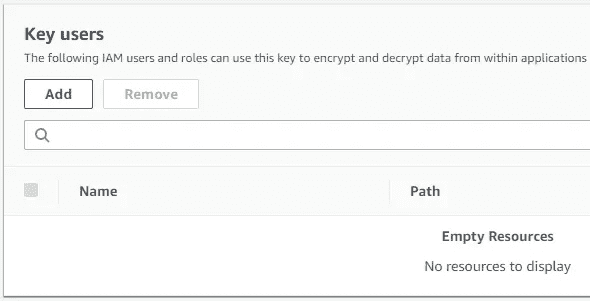 Key users
The following IAM users and roles can use this key to encrypt and decrypt data from within applications
Add Remove
Name Path
Empty Resources
No resources to display